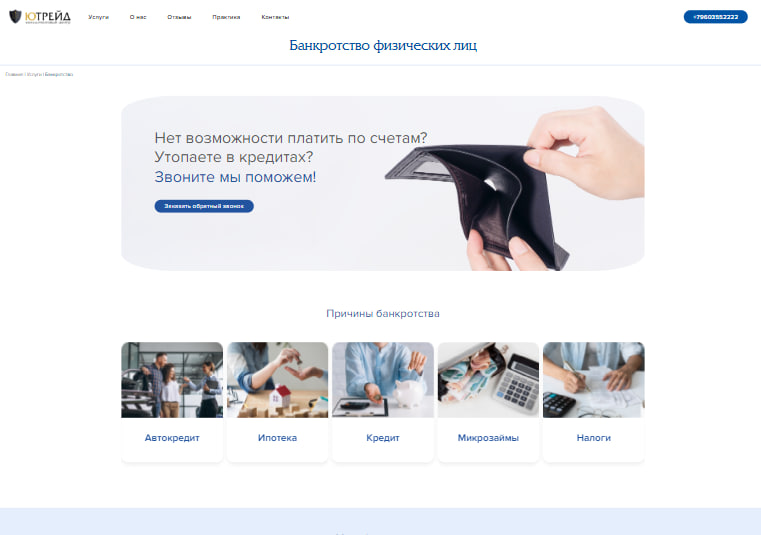 ЮТРЕЙД
Услуги
О нас
Отзывы
Практика
Контакты
+79603552222
Банкротство физических лиц
Главная | Услуги | Банкротство
Нет возможности платить по счетам?
Утопаете в кредитах?
Звоните мы поможем!
Заказать обратный звонок
Причины банкротства
Автокредит
Ипотека
Кредит
Микрозаймы
Налоги